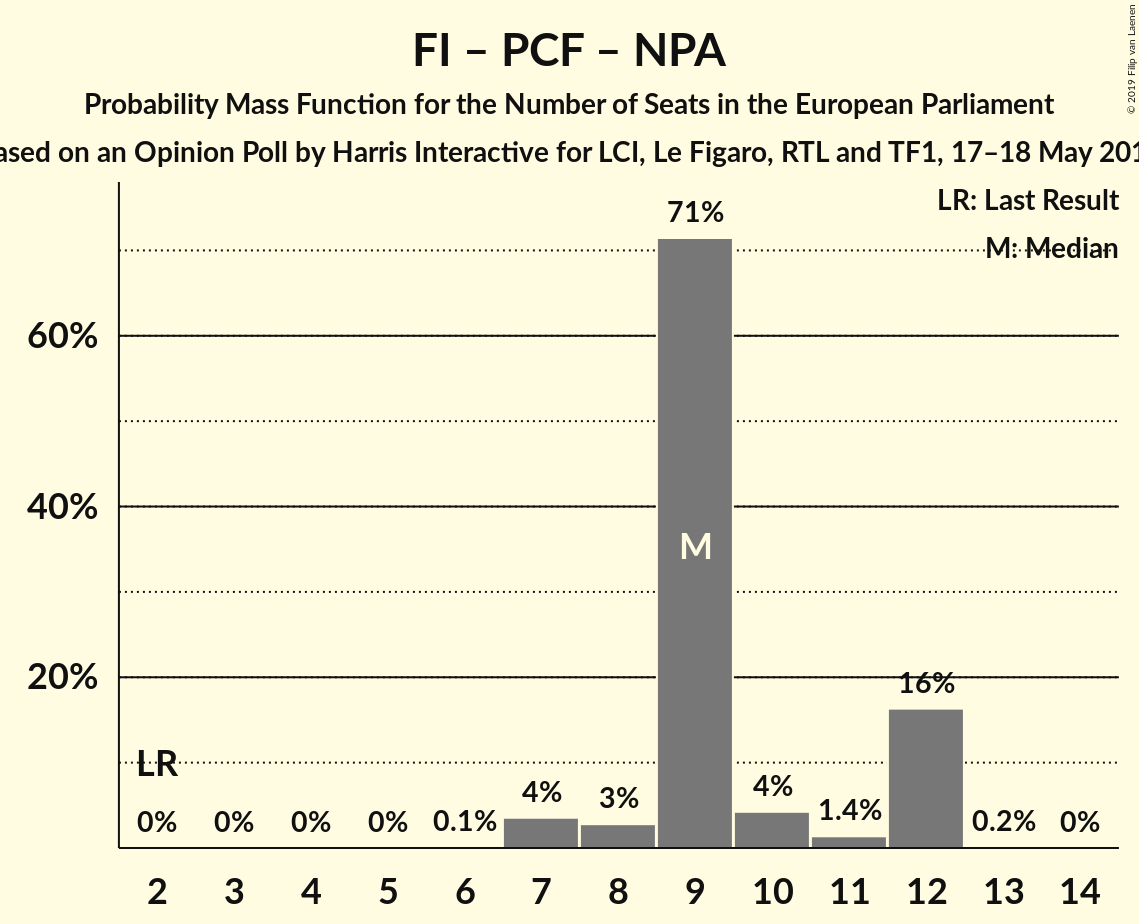 FI – PCF – NPA
Probability Mass Function for the Number of Seats in the European Parliament
on an Opinion Poll by Harris Interactive for LCI, Le Figaro, RTL and TF1, 17–18 May
© 2019 Filip van Laenen
LR: Last Result
M: Median
71%
60%
40%
M
20%
16%
LR
4%
3%
4%
1.4%
0% 0% 0% 0% 0.1% 0.2% 0%
2 3 4 5 6 7 8 9 10 11 12 13 14